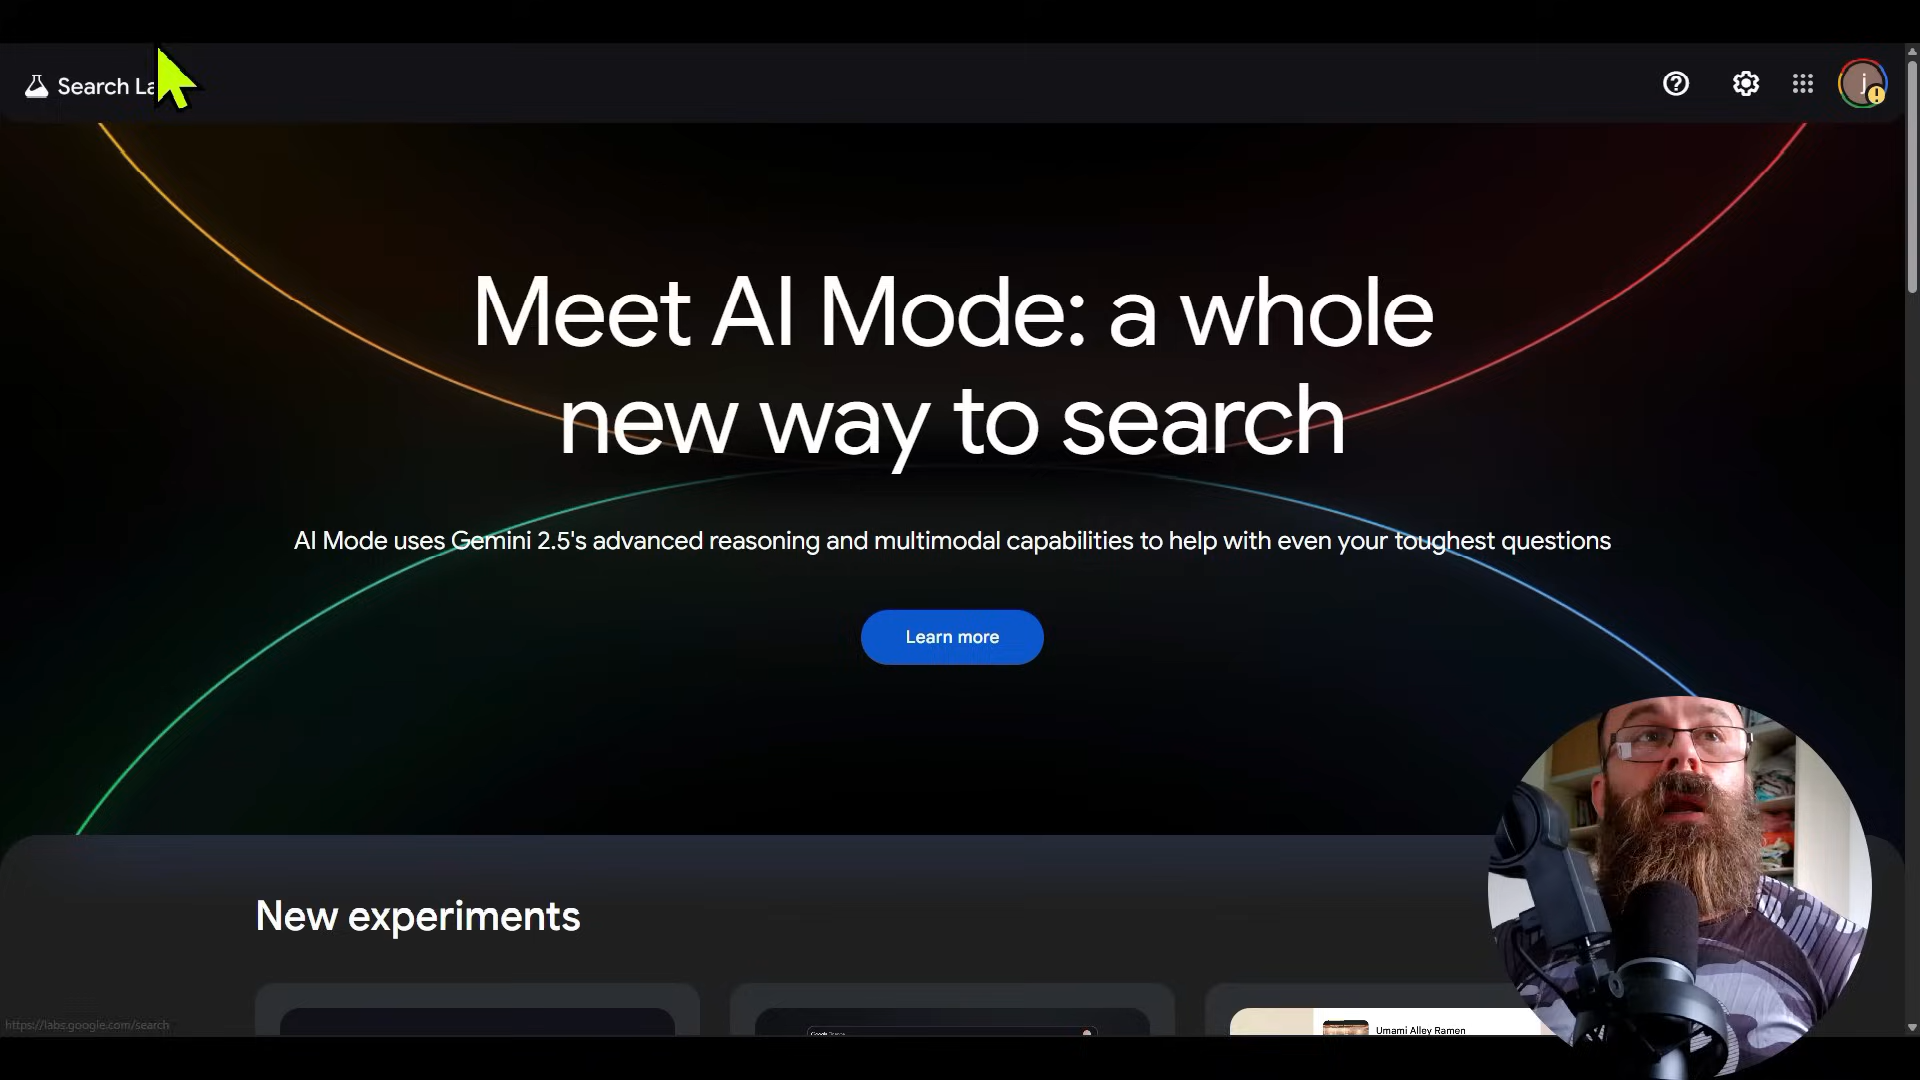 Search La
j
Meet AI Mode: a whole
new way to search
AI Mode uses Gemini 2.5's advanced reasoning and multimodal capabilities to help with even your toughest questions
Learn more
New experiments
Umami Alley Ramen
https://labs.google.com/search